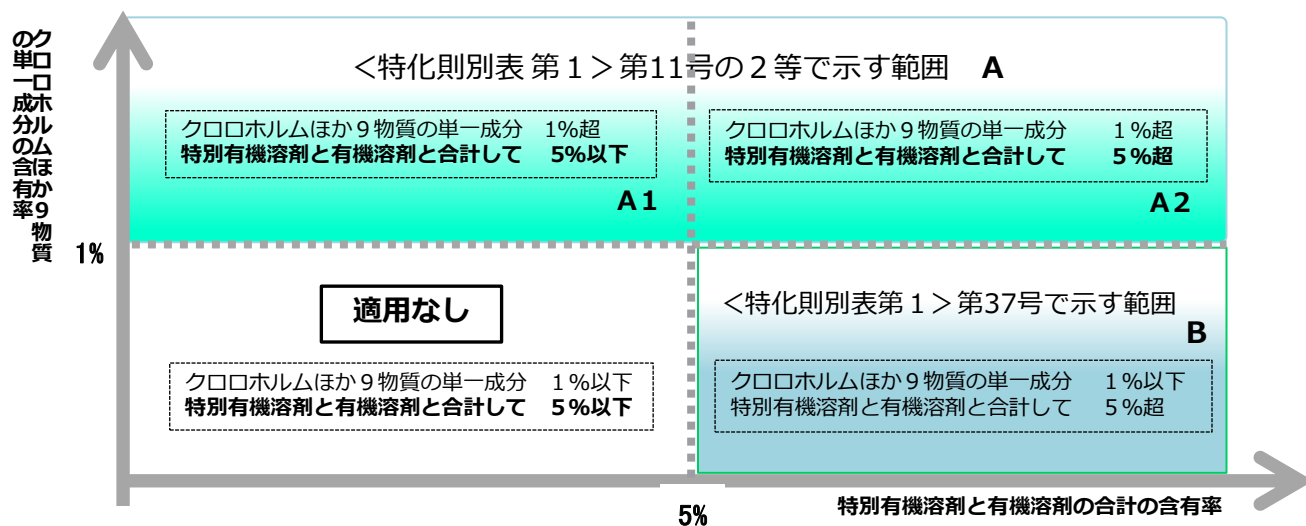 クロロホルムほか９物質
の単一成分の含有率
＜特化則別表 第１＞第11号の２等で示す範囲　A
クロロホルムほか９物質の単一成分　1%超
特別有機溶剤と有機溶剤と合計して　5%以下
A１
クロロホルムほか９物質の単一成分　１%超
特別有機溶剤と有機溶剤と合計して　５%超
A２
1%
適用なし
クロロホルムほか９物質の単一成分　１%以下
特別有機溶剤と有機溶剤と合計して　５%以下
＜特化則別表第１＞第37号で示す範囲
B
クロロホルムほか９物質の単一成分　１%以下
特別有機溶剤と有機溶剤と合計して　５%超
5%
特別有機溶剤と有機溶剤の合計の含有率